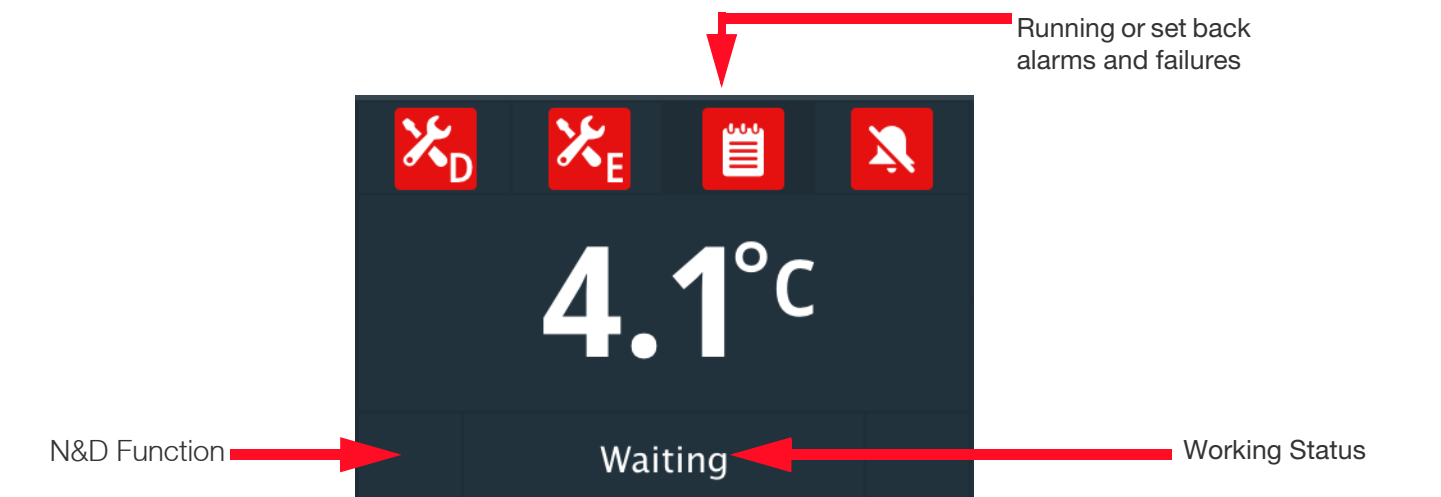 Running or set back
alarms and failures
D
E
4.1°C
N&D Function
Waiting
Working Status